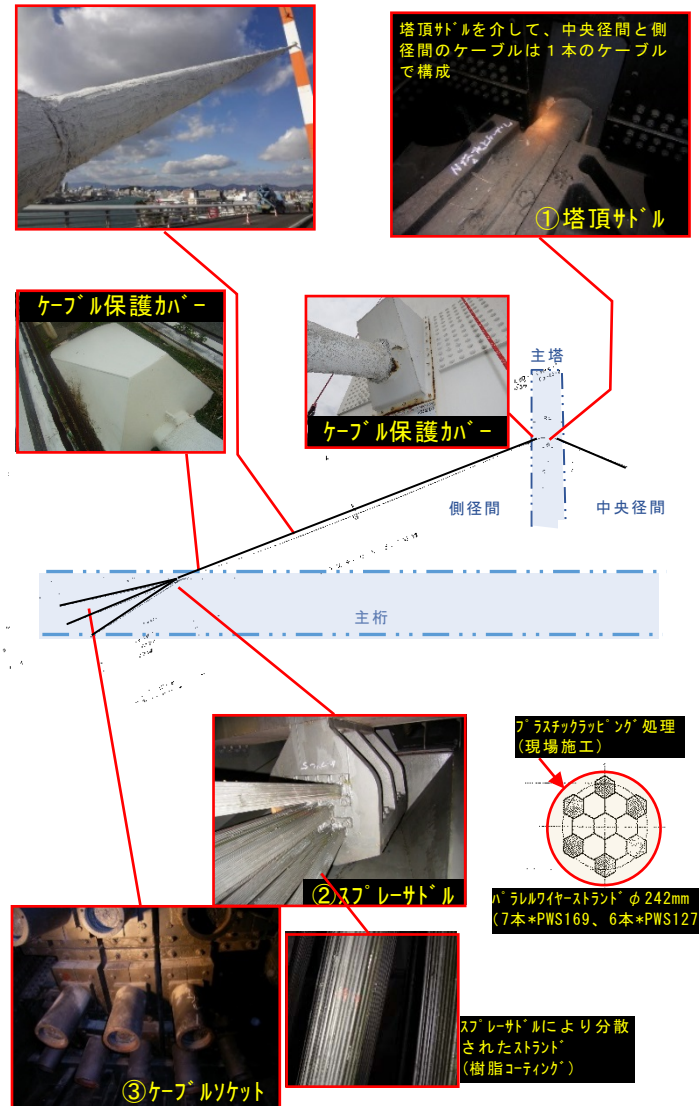 塔頂ｻﾄﾞﾙを介して、中央径間と側
径間のケーブルは１本のケーブル
で構成
①塔頂ｻﾄﾞﾙ
ｹｰﾌﾞﾙ保護ｶﾊﾞｰ
ｹｰﾌﾞﾙ保護ｶﾊﾞｰ
主塔
側径間
中央径間
主桁
ﾌﾟﾗｽﾁｯｸﾗｯﾋﾟﾝｸﾞ処理
(現場施工)
②ｽﾌﾟﾚｰｻﾄﾞﾙ
ﾊﾟﾗﾚﾙﾜｲﾔｰｽﾄﾗﾝﾄﾞφ242mm
(7本*PWS169、6本*PWS127
ｽﾌﾟﾚｰｻﾄﾞﾙにより分散
されたｽﾄﾗﾝﾄﾞ
(樹脂ｺｰﾃｨﾝｸﾞ)
③ｹｰﾌﾞﾙｿｹｯﾄ